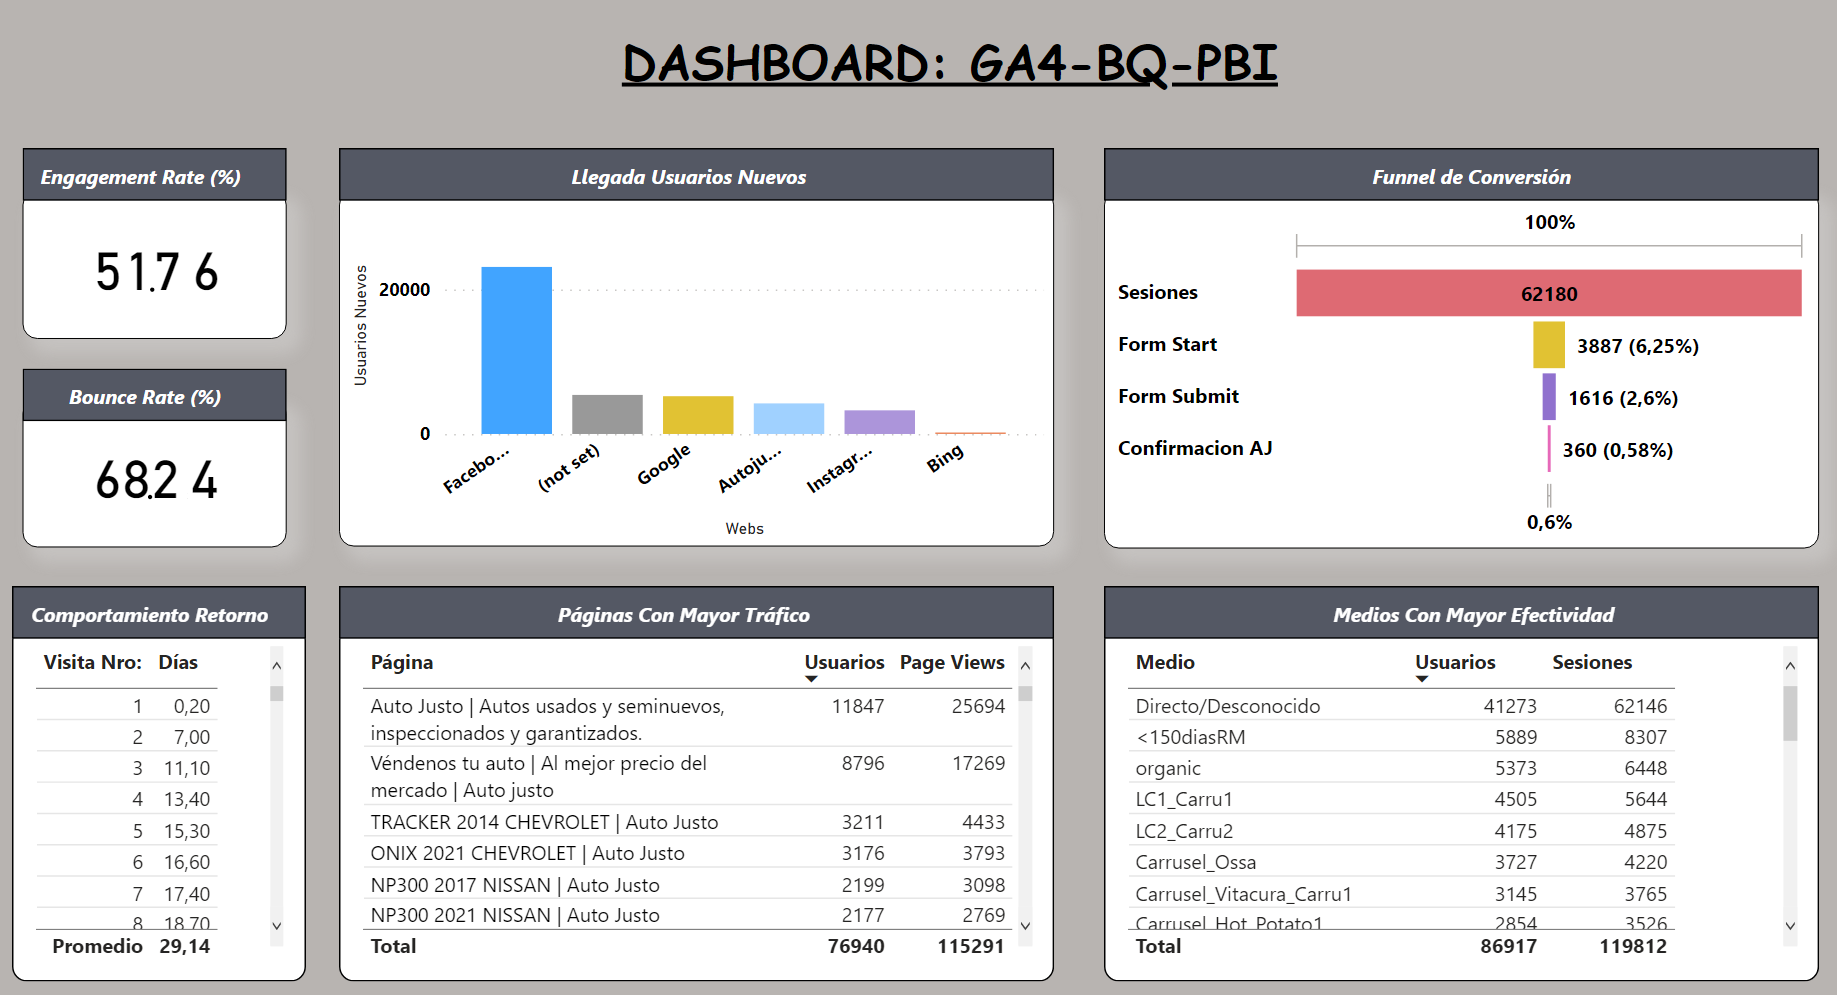 DASHBOARD: GA4-BQ-PBI
Engagement Rate (%)
51.76
Bounce Rate (%)
68.24
Llegada Usuarios Nuevos
Usuarios Nuevos
20000
0
Facebo...
(not set)
Google
Autoju...
Instagr...
Bing
Webs
Funnel de Conversión
100%
Sesiones 62180
Form Start 3887 (6,25%)
Form Submit 1616 (2,6%)
Confirmacion AJ 360 (0,58%)
0,6%
Comportamiento Retorno
Visita Nro: Días
1 0,20
2 7,00
3 11,10
4 13,40
5 15,30
6 16,60
7 17,40
8 18,70
Promedio 29,14
Páginas Con Mayor Tráfico
Página Usuarios Page Views
Auto Justo | Autos usados y seminuevos, 11847 25694
inspeccionados y garantizados.
Véndenos tu auto | Al mejor precio del 8796 17269
mercado | Auto justo
TRACKER 2014 CHEVROLET | Auto Justo 3211 4433
ONIX 2021 CHEVROLET | Auto Justo 3176 3793
NP300 2017 NISSAN | Auto Justo 2199 3098
NP300 2021 NISSAN | Auto Justo 2177 2769
Total 76940 115291
Medios Con Mayor Efectividad
Medio Usuarios Sesiones
Directo/Desconocido 41273 62146
<150diasRM 5889 8307
organic 5373 6448
LC1_Carru1 4505 5644
LC2_Carru2 4175 4875
Carrusel_Ossa 3727 4220
Carrusel_Vitacura_Carru1 3145 3765
Carrusel_Hot_Potato1 2854 3526
Total 86917 119812